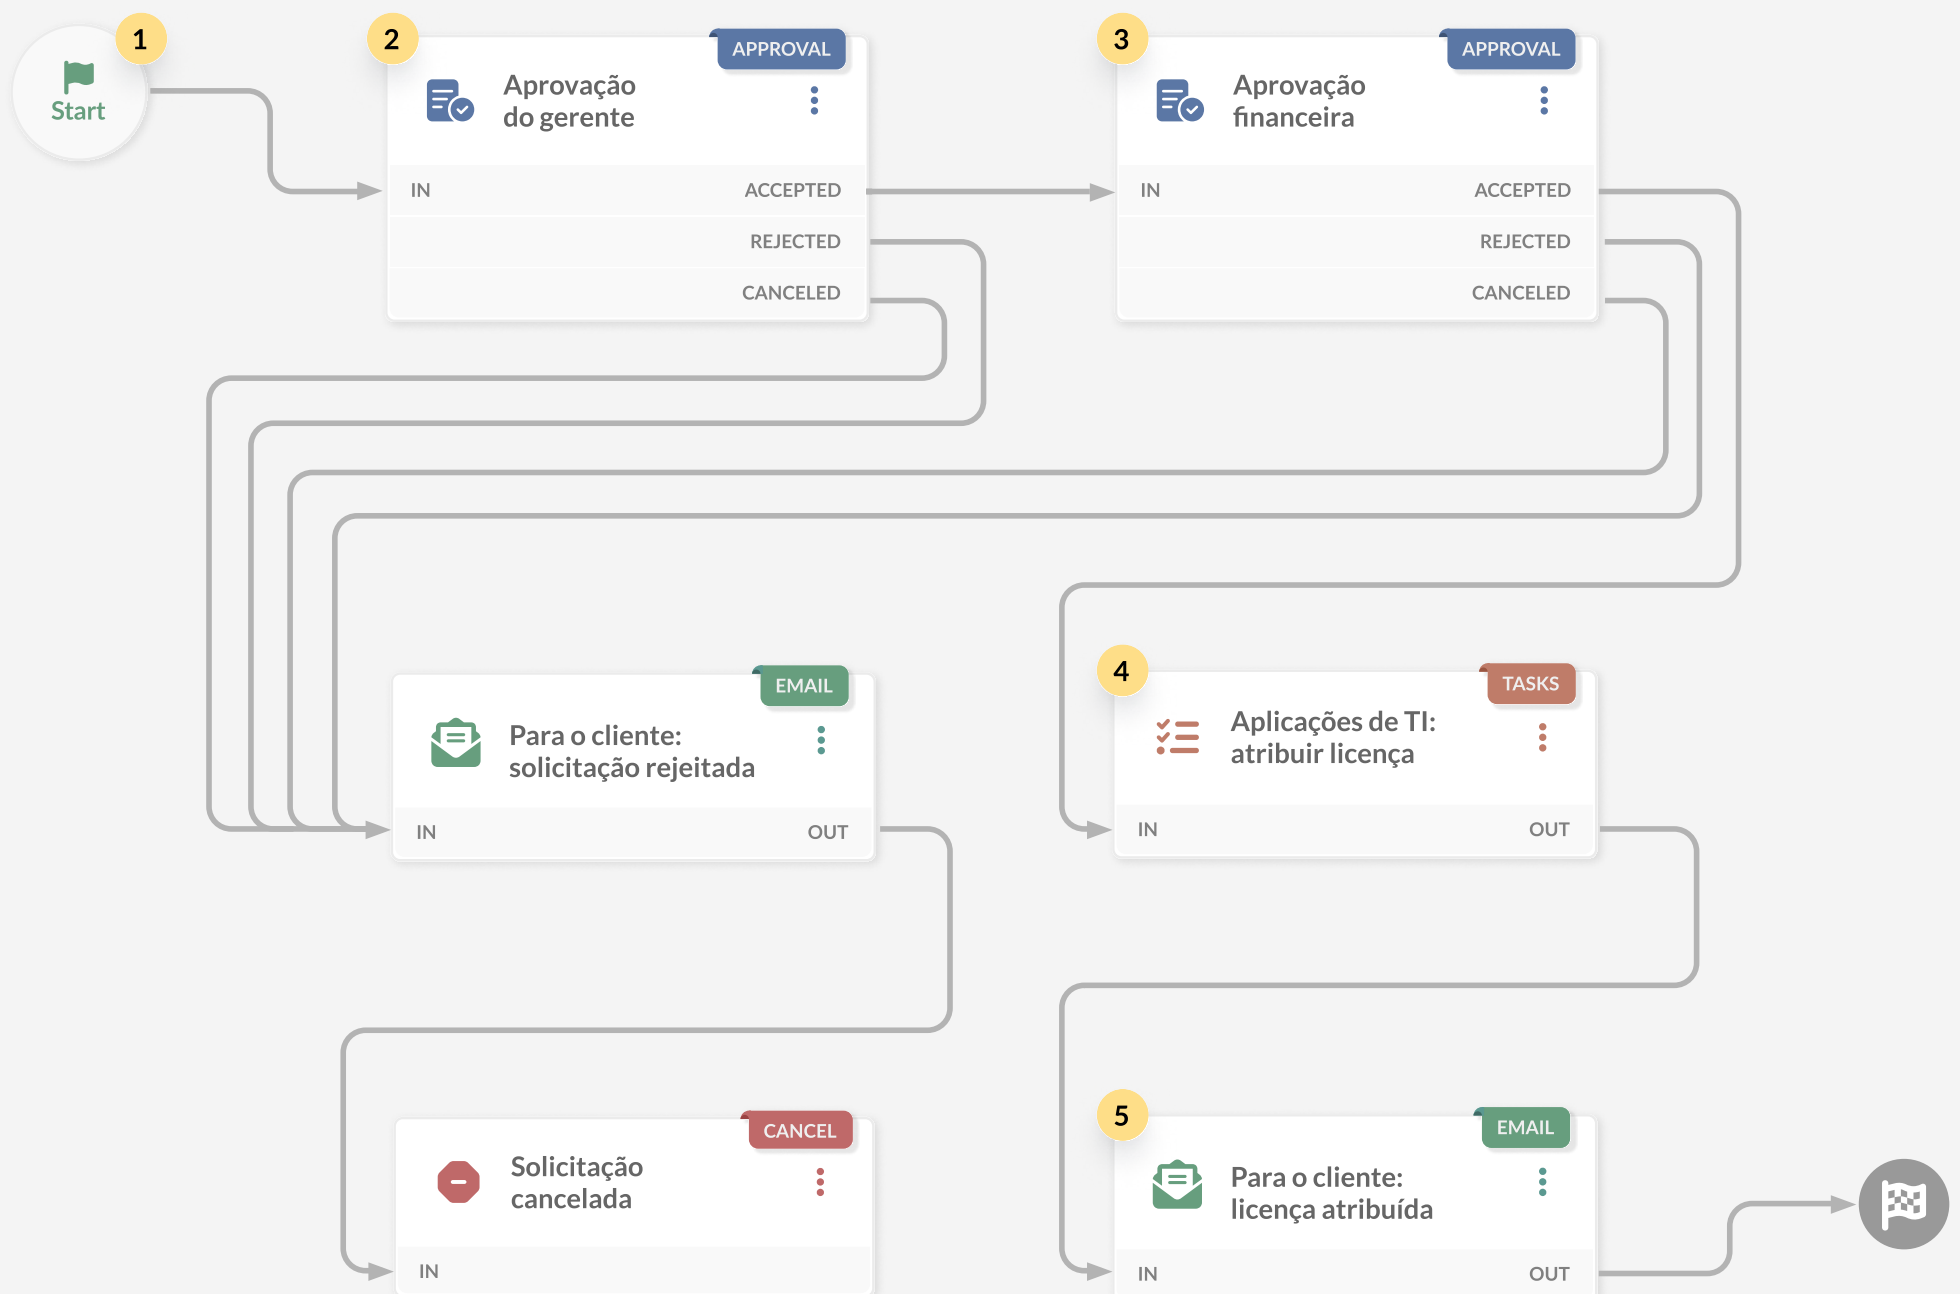 1
Start
2
APPROVAL
Aprovação
do gerente
IN
ACCEPTED
REJECTED
CANCELED
3
APPROVAL
Aprovação
financeira
IN
ACCEPTED
REJECTED
CANCELED
EMAIL
Para o cliente:
solicitação rejeitada
IN
OUT
4
TASKS
Aplicações de TI:
atribuir licença
IN
OUT
CANCEL
Solicitação
cancelada
IN
5
EMAIL
Para o cliente:
licença atribuída
IN
OUT